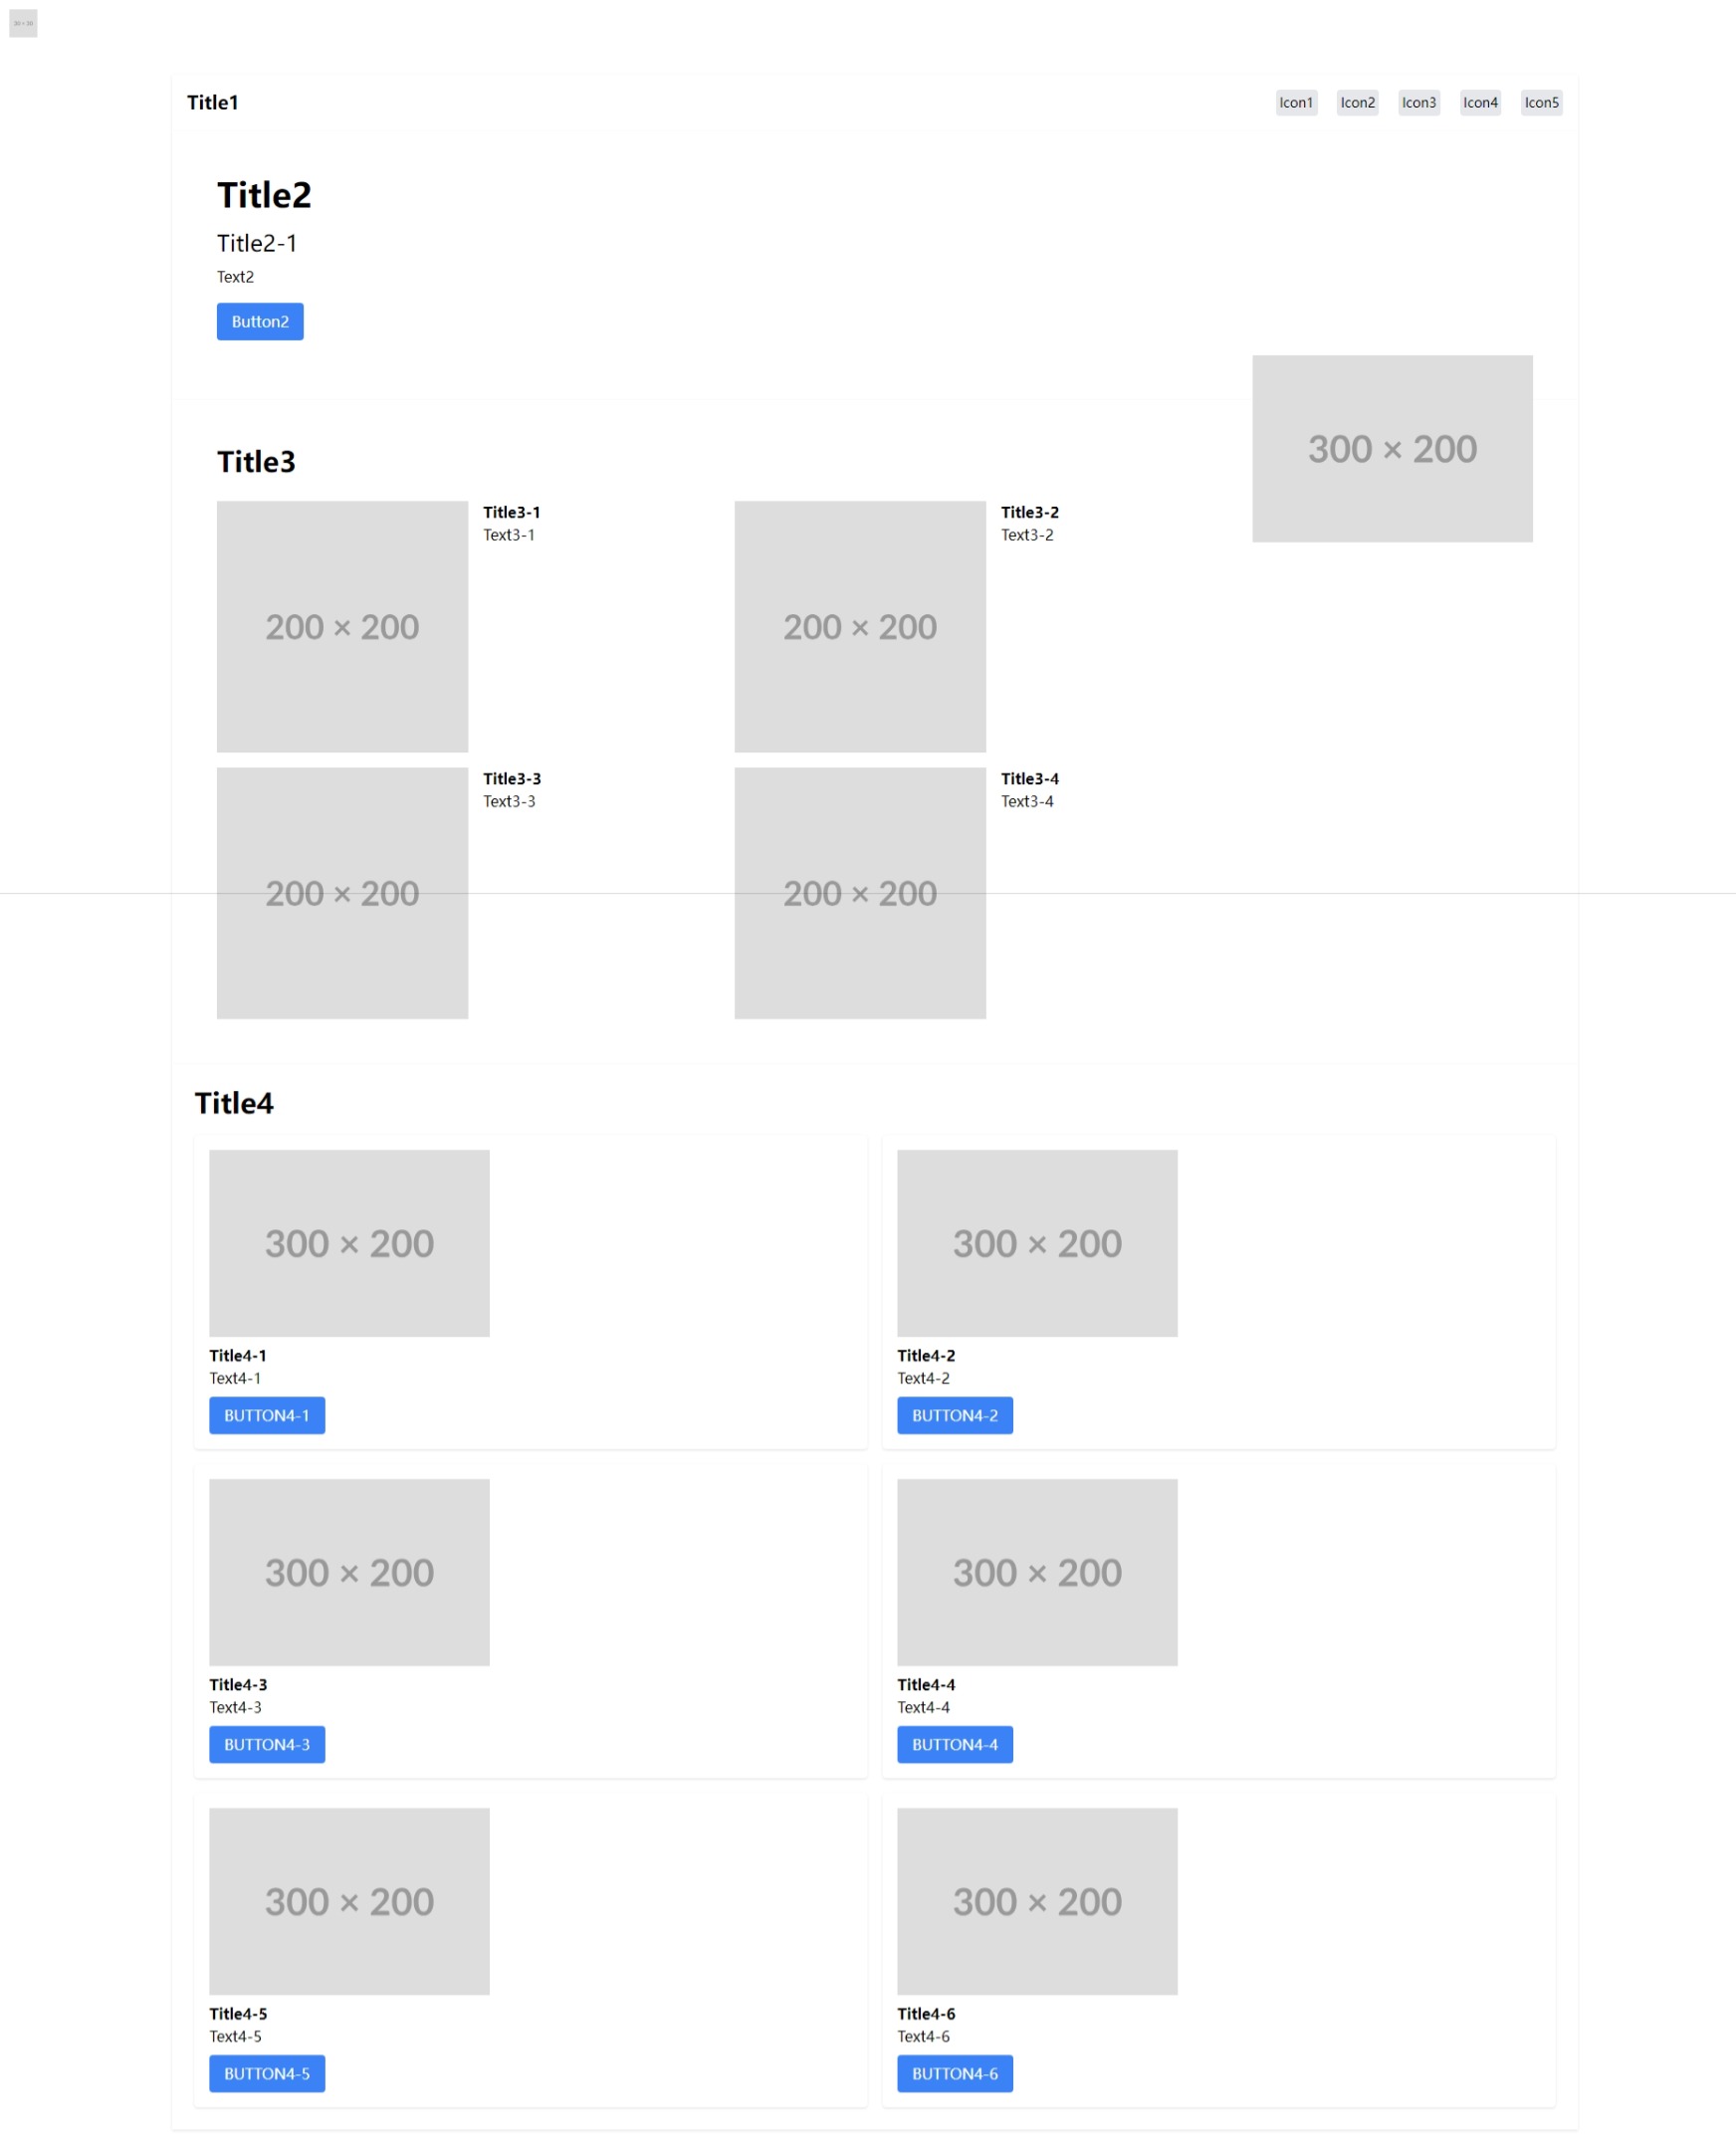 30 × 30
Title1
Icon1 Icon2 Icon3 Icon4 Icon5
Title2
Title2-1
Text2
Button2
300 × 200
Title3
Title3-1
Text3-1
200 × 200
Title3-2
Text3-2
200 × 200
Title3-3
Text3-3
200 × 200
Title3-4
Text3-4
200 × 200
Title4
300 × 200
Title4-1
Text4-1
BUTTON4-1
300 × 200
Title4-2
Text4-2
BUTTON4-2
300 × 200
Title4-3
Text4-3
BUTTON4-3
300 × 200
Title4-4
Text4-4
BUTTON4-4
300 × 200
Title4-5
Text4-5
BUTTON4-5
300 × 200
Title4-6
Text4-6
BUTTON4-6